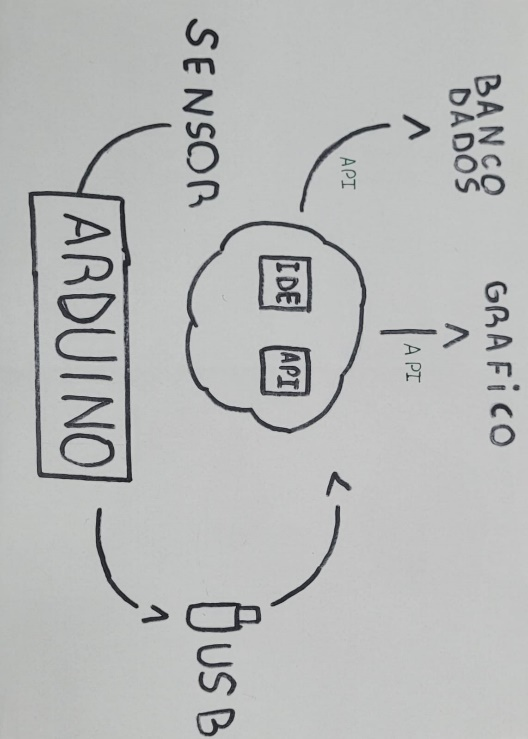 BANCO
DADOS
GRAFiCO
API
API
SENSOR
IDE
API
ARDUINO
USB